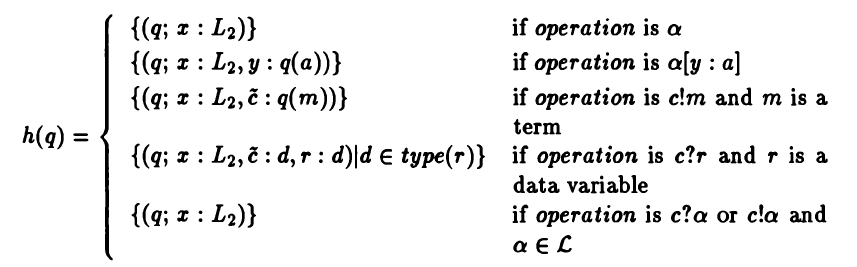 {(q; x : L₂)} if operation is α
{(q; x : L₂, y : q(a))} if operation is α[y : a]
{(q; x : L₂, c̃ : q(m))} if operation is c!m and m is a
term
h(q) =
{(q; x : L₂, c̃ : d, r : d)|d ∈ type(r)} if operation is c?r and r is a
data variable
{(q; x : L₂)} if operation is c?α or c!α and
α ∈ ℒ